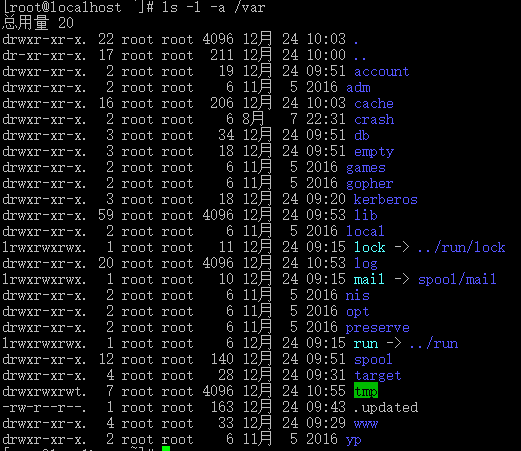 [root@localhost ~]# ls -l -a /var
总用量 20
drwxr-xr-x. 22 root root 4096 12月 24 10:03 .
dr-xr-xr-x. 17 root root 211 12月 24 10:00 ..
drwxr-xr-x. 2 root root 19 12月 24 09:51 account
drwxr-xr-x. 2 root root 6 11月 5 2016 adm
drwxr-xr-x. 16 root root 206 12月 24 10:03 cache
drwxr-xr-x. 2 root root 6 8月 7 22:31 crash
drwxr-xr-x. 3 root root 34 12月 24 09:51 db
drwxr-xr-x. 3 root root 18 12月 24 09:51 empty
drwxr-xr-x. 2 root root 6 11月 5 2016 games
drwxr-xr-x. 2 root root 6 11月 5 2016 gopher
drwxr-xr-x. 3 root root 18 12月 24 09:20 kerberos
drwxr-xr-x. 59 root root 4096 12月 24 09:53 lib
drwxr-xr-x. 2 root root 6 11月 5 2016 local
lrwxrwxrwx. 1 root root 11 12月 24 09:15 lock -> ../run/lock
drwxr-xr-x. 20 root root 4096 12月 24 10:53 log
lrwxrwxrwx. 1 root root 10 12月 24 09:15 mail -> spool/mail
drwxr-xr-x. 2 root root 6 11月 5 2016 nis
drwxr-xr-x. 2 root root 6 11月 5 2016 opt
drwxr-xr-x. 2 root root 6 11月 5 2016 preserve
lrwxrwxrwx. 1 root root 6 12月 24 09:15 run -> ../run
drwxr-xr-x. 12 root root 140 12月 24 09:51 spool
drwxr-xr-x. 4 root root 28 12月 24 09:31 target
drwxrwxrwt. 7 root root 4096 12月 24 10:55 tmp
-rw-r--r--. 1 root root 163 12月 24 09:43 .updated
drwxr-xr-x. 4 root root 33 12月 24 09:29 www
drwxr-xr-x. 2 root root 6 11月 5 2016 yp